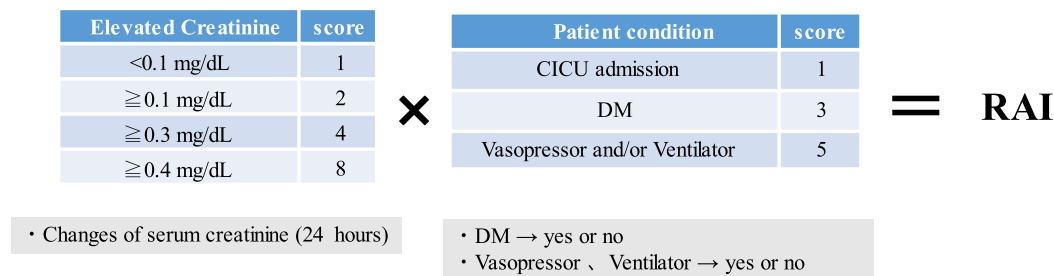 Elevated Creatinine score
<0.1 mg/dL 1
≧0.1 mg/dL 2
≧0.3 mg/dL 4
≧0.4 mg/dL 8
×
Patient condition score
CICU admission 1
DM 3
Vasopressor and/or Ventilator 5
= RAI
・Changes of serum creatinine (24 hours)
・DM → yes or no
・Vasopressor 、 Ventilator → yes or no